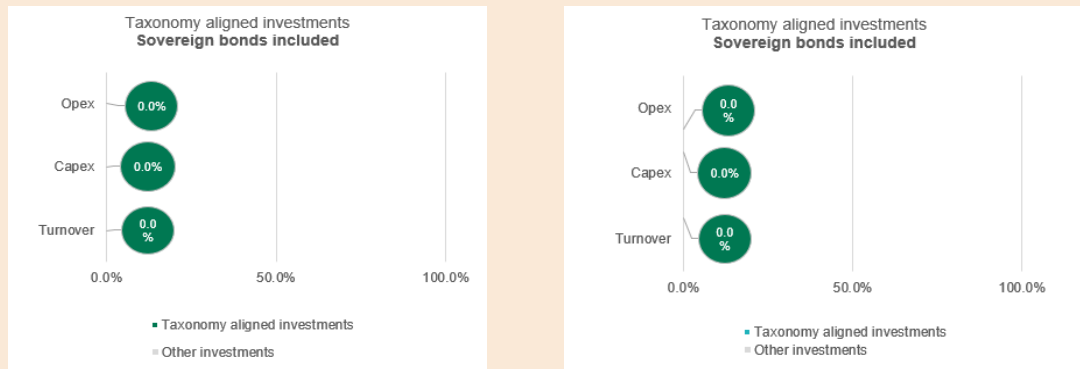 Taxonomy aligned investments
Sovereign bonds included
Opex
0.0%
Capex
0.0%
Turnover
0.0
%
0.0%
50.0%
100.0%
Taxonomy aligned investments
Other investments
Taxonomy aligned investments
Sovereign bonds included
Opex
0.0
%
Capex
0.0%
Turnover
0.0
%
0.0%
50.0%
100.0%
Taxonomy aligned investments
Other investments